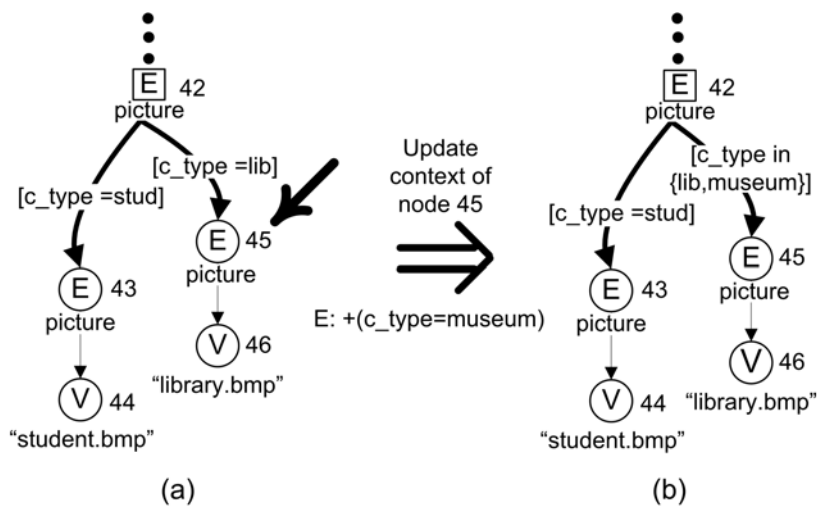 E 42
picture
[c_type =lib]
[c_type =stud]
E 45
picture
E 43
picture
V 46
"library.bmp"
V 44
"student.bmp"
(a)
Update
context of
node 45
E: +(c_type=museum)
E 42
picture
[c_type in
{lib,museum}]
[c_type =stud]
E 45
picture
E 43
picture
V 46
"library.bmp"
V 44
"student.bmp"
(b)